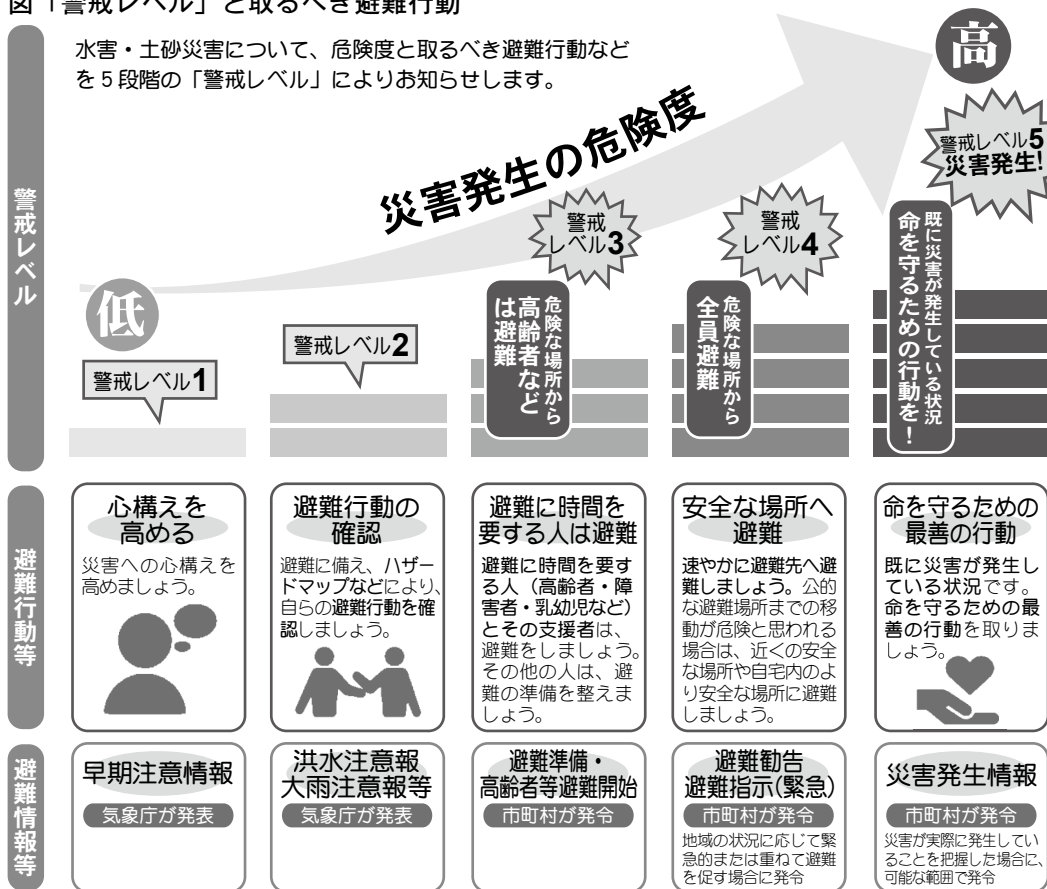 図「警戒レベル」と取るべき避難行動
水害・土砂災害について、危険度と取るべき避難行動など
を5段階の「警戒レベル」によりお知らせします。
災害発生の危険度
低
高
警戒レベル
警戒レベル1
警戒レベル2
警戒
レベル3
危険な場所から
高齢者など
は避難
警戒
レベル4
危険な場所から
全員避難
警戒レベル5
災害発生!
既に災害が発生している状況
命を守るための行動を！
避難行動等
心構えを
高める
災害への心構えを
高めましょう。
避難行動の
確認
避難に備え、ハザー
ドマップなどにより、
自らの避難行動を確
認しましょう。
避難に時間を
要する人は避難
避難に時間を要す
る人（高齢者・障
害者・乳幼児など）
とその支援者は、
避難をしましょう。
その他の人は、避
難の準備を整えま
しょう。
安全な場所へ
避難
速やかに避難先へ避
難しましょう。公的
な避難場所までの移
動が危険と思われる
場合は、近くの安全
な場所や自宅内のよ
り安全な場所に避難
しましょう。
命を守るための
最善の行動
既に災害が発生し
ている状況です。
命を守るための最
善の行動を取りま
しょう。
避難情報等
早期注意情報
気象庁が発表
洪水注意報
大雨注意報等
気象庁が発表
避難準備・
高齢者等避難開始
市町村が発令
避難勧告
避難指示(緊急)
市町村が発令
地域の状況に応じて緊
急的または重ねて避難
を促す場合に発令
災害発生情報
市町村が発令
災害が実際に発生してい
ることを把握した場合に、
可能な範囲で発令